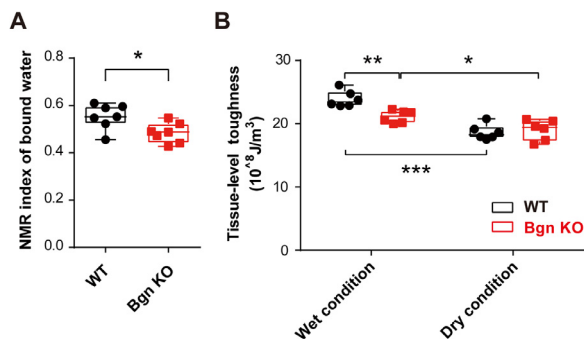 A
NMR index of bound water
0.8
0.6
0.4
0.2
0.0
*
WT
Bgn KO
B
Tissue-level toughness
(10^8J/m³)
30
20
10
0
**
*
***
WT
Bgn KO
Wet condition
Dry condition